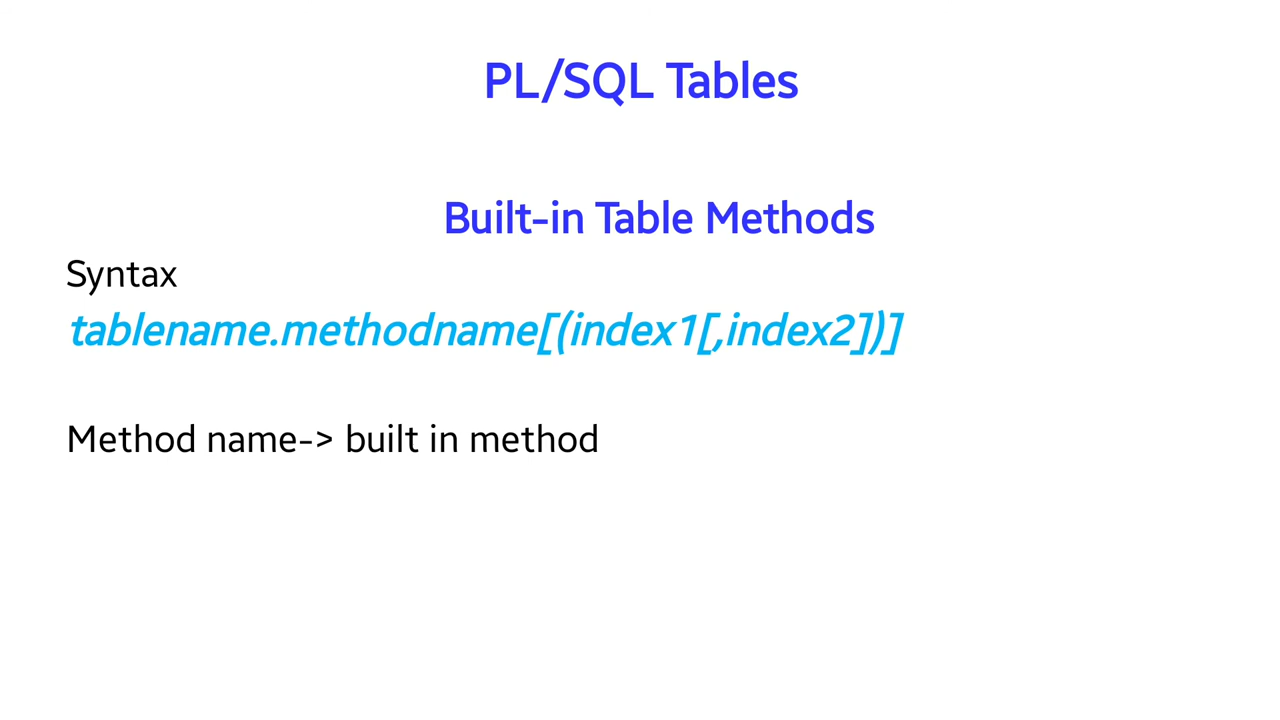 PL/SQL Tables
Built-in Table Methods
Syntax
tablename.methodname[(index1[,index2])]
Method name-> built in method